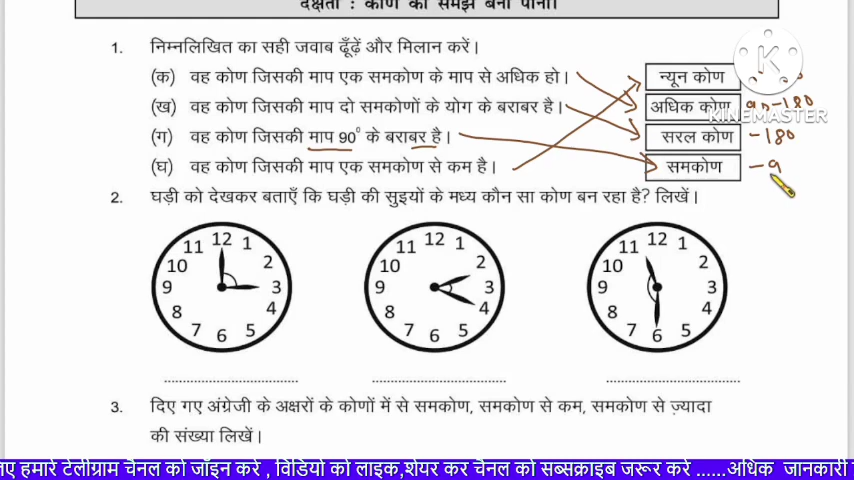 दक्षता : कोण की समझ बना पाना।
1. निम्नलिखित का सही जवाब ढूँढ़ें और मिलान करें।
(क) वह कोण जिसकी माप एक समकोण के माप से अधिक हो। न्यून कोण
(ख) वह कोण जिसकी माप दो समकोणों के योग के बराबर है। अधिक कोण 90-180
KINEMASTER
(ग) वह कोण जिसकी माप 90° के बराबर है। सरल कोण -180
(घ) वह कोण जिसकी माप एक समकोण से कम है। समकोण -9
2. घड़ी को देखकर बताएँ कि घड़ी की सुइयों के मध्य कौन सा कोण बन रहा है? लिखें।
12 1 2 3 4 5 6 7 8 9 10 11
12 1 2 3 4 5 6 7 8 9 10 11
12 1 2 3 4 5 6 7 8 9 10 11
3. दिए गए अंग्रेजी के अक्षरों के कोणों में से समकोण, समकोण से कम, समकोण से ज़्यादा
की संख्या लिखें।
लिए हमारे टेलीग्राम चैनल को जॉइन करे , विडियो को लाइक,शेयर कर चैनल को सब्सक्राइब जरूर करे ......अधिक जानकारी